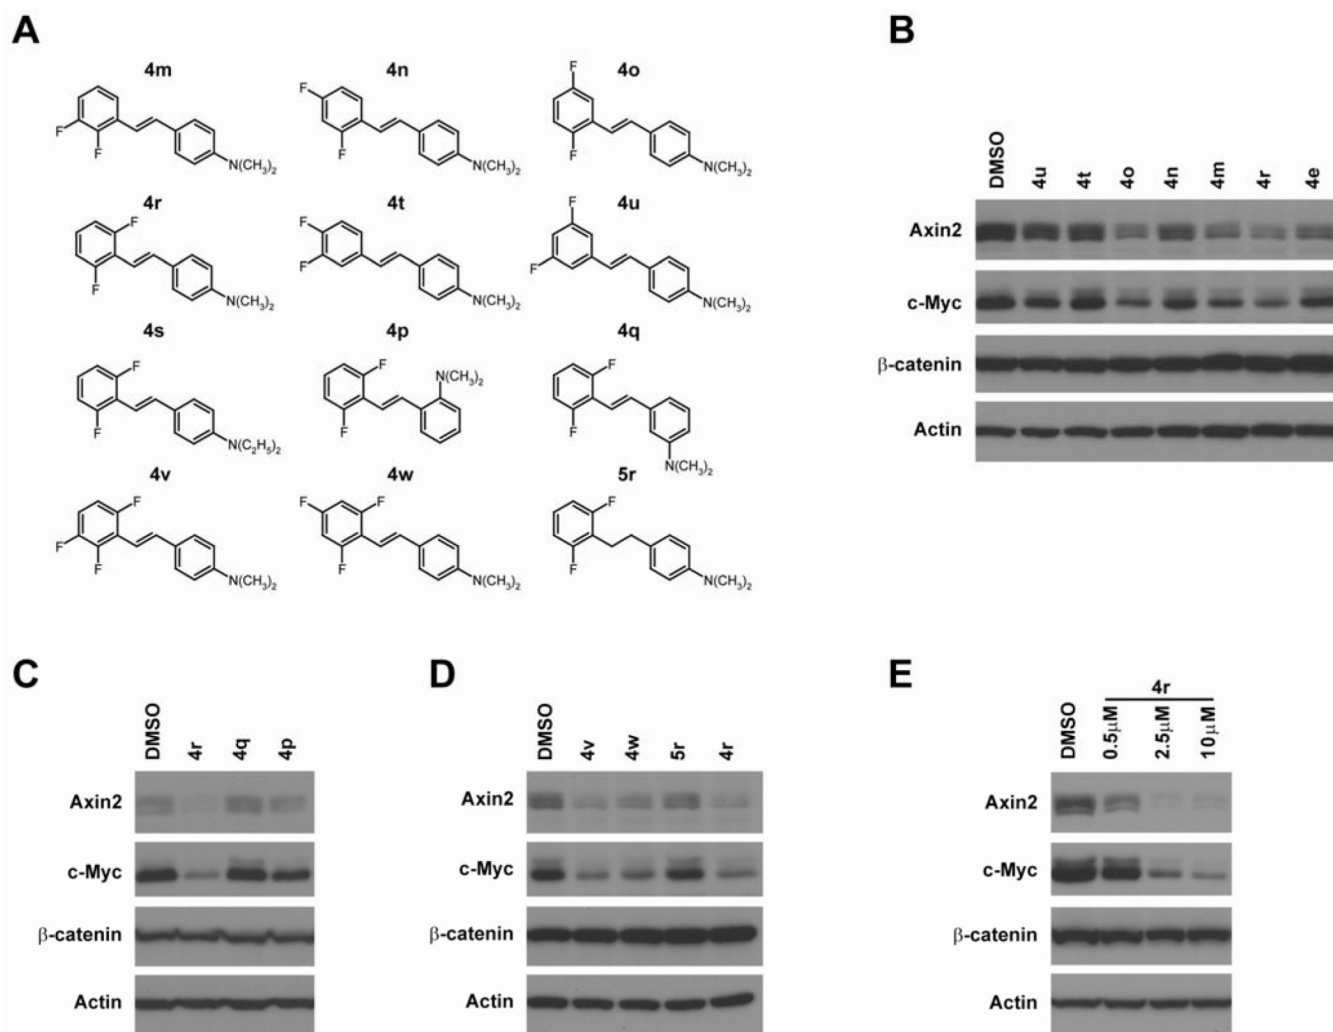 A
4m
F
F
N(CH3)2
4n
F
F
N(CH3)2
4o
F
F
N(CH3)2
4r
F
F
N(CH3)2
4t
F
F
N(CH3)2
4u
F
F
N(CH3)2
4s
F
F
N(C2H5)2
4p
F
F
N(CH3)2
4q
F
F
N(CH3)2
4v
F
F
F
N(CH3)2
4w
F
F
F
N(CH3)2
5r
F
F
N(CH3)2
B
DMSO 4u 4t 4o 4n 4m 4r 4e
Axin2
c-Myc
β-catenin
Actin
C
DMSO 4r 4q 4p
Axin2
c-Myc
β-catenin
Actin
D
DMSO 4v 4w 5r 4r
Axin2
c-Myc
β-catenin
Actin
E
4r
DMSO 0.5μM 2.5μM 10μM
Axin2
c-Myc
β-catenin
Actin